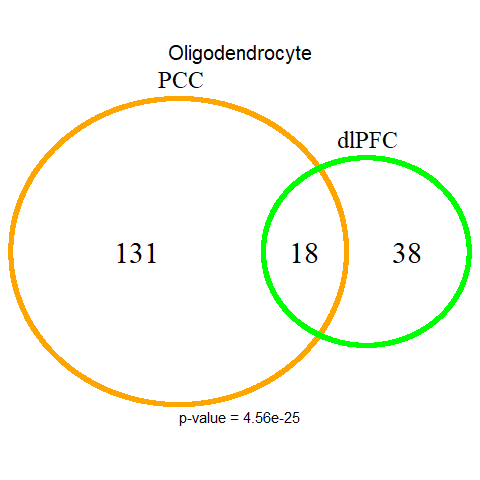 Oligodendrocyte
PCC
dlPFC
131
18
38
p-value = 4.56e-25